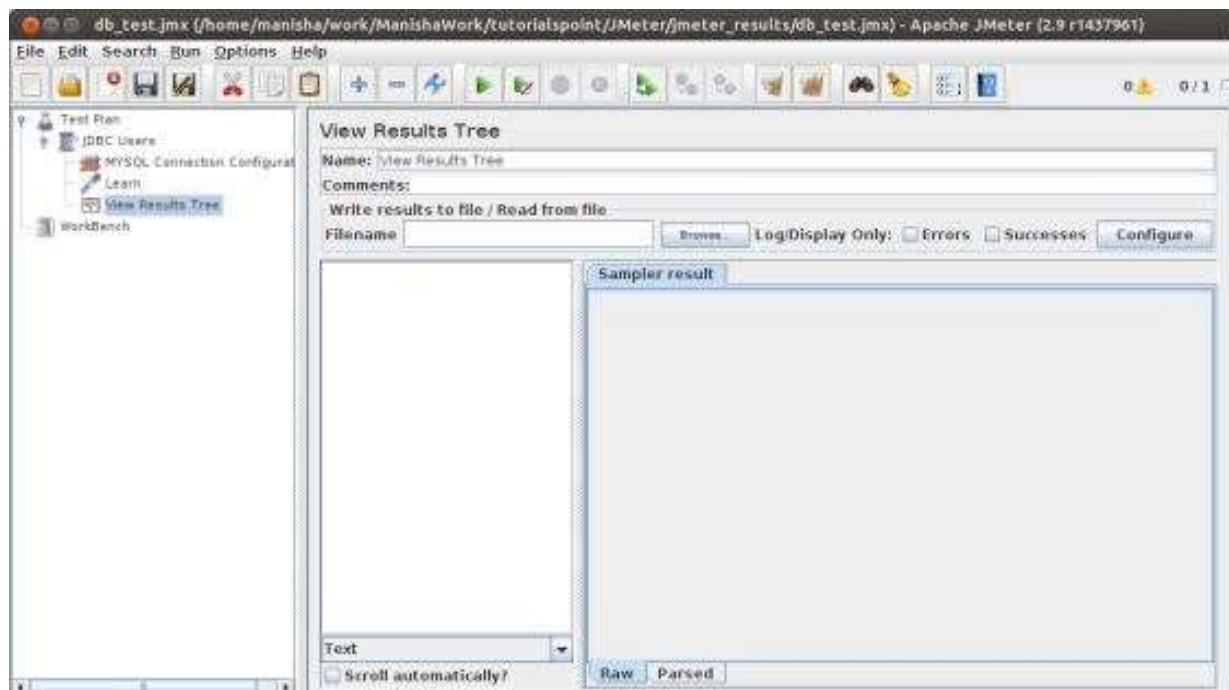 db_test.jmx (/home/manisha/work/ManishaWork/tutorialspoint/JMeter/jmeter_results/db_test.jmx) - Apache JMeter (2.9 r1437961)
File Edit Search Run Options Help
0 0 / 1
Test Plan
JDBC Users
MYSQL Connection Configurat
Learn
View Results Tree
WorkBench
View Results Tree
Name: View Results Tree
Comments:
Write results to file / Read from file
Filename Browse... Log/Display Only: Errors Successes Configure
Sampler result
Text
Scroll automatically?
Raw Parsed